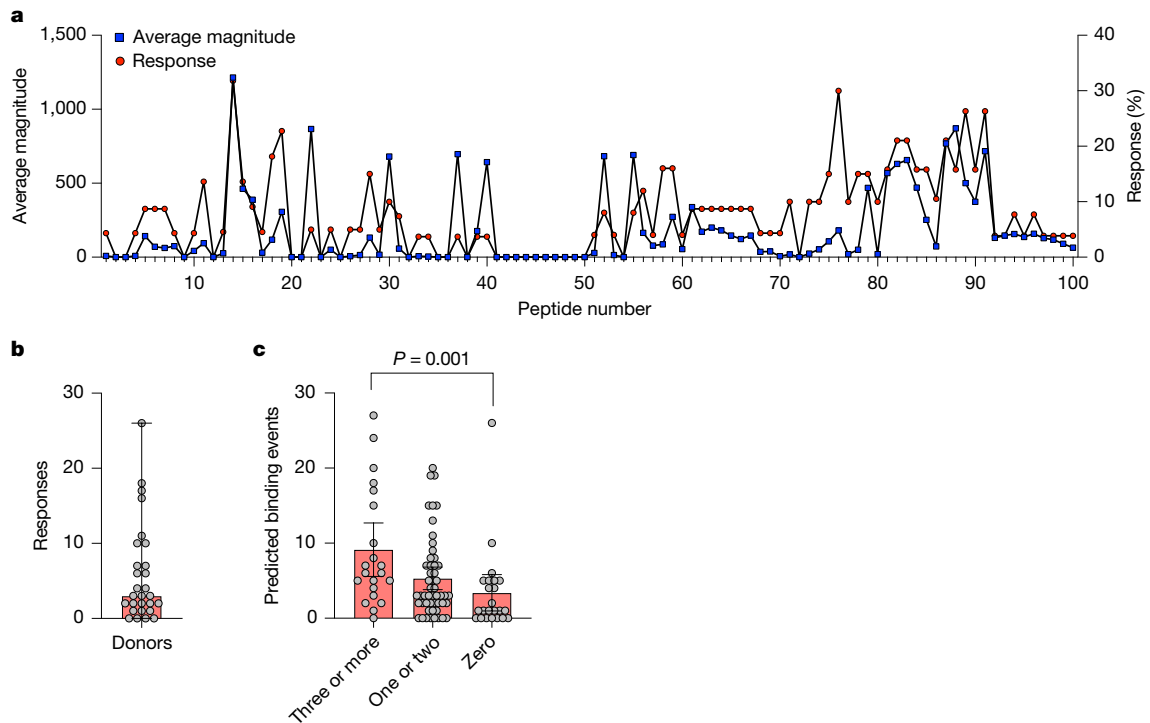 a
1,500
1,000
500
0
Average magnitude
Average magnitude
Response
40
30
20
10
0
Response (%)
10 20 30 40 50 60 70 80 90 100
Peptide number
b
30
20
10
0
Responses
Donors
c
P = 0.001
30
20
10
0
Predicted binding events
Three or more
One or two
Zero